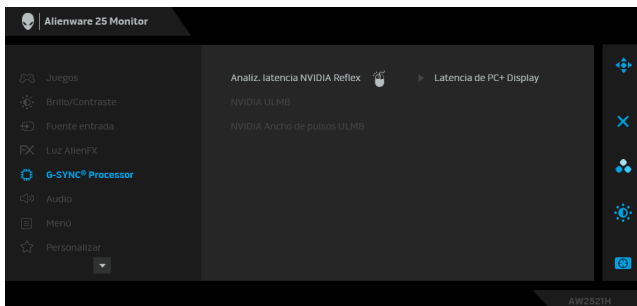 Alienware 25 Monitor
Juegos
Analiz. latencia NVIDIA Reflex
Latencia de PC+ Display
Brillo/Contraste
NVIDIA ULMB
Fuente entrada
NVIDIA Ancho de pulsos ULMB
FX Luz AlienFX
G-SYNC® Processor
Audio
Menú
Personalizar
AW2521H